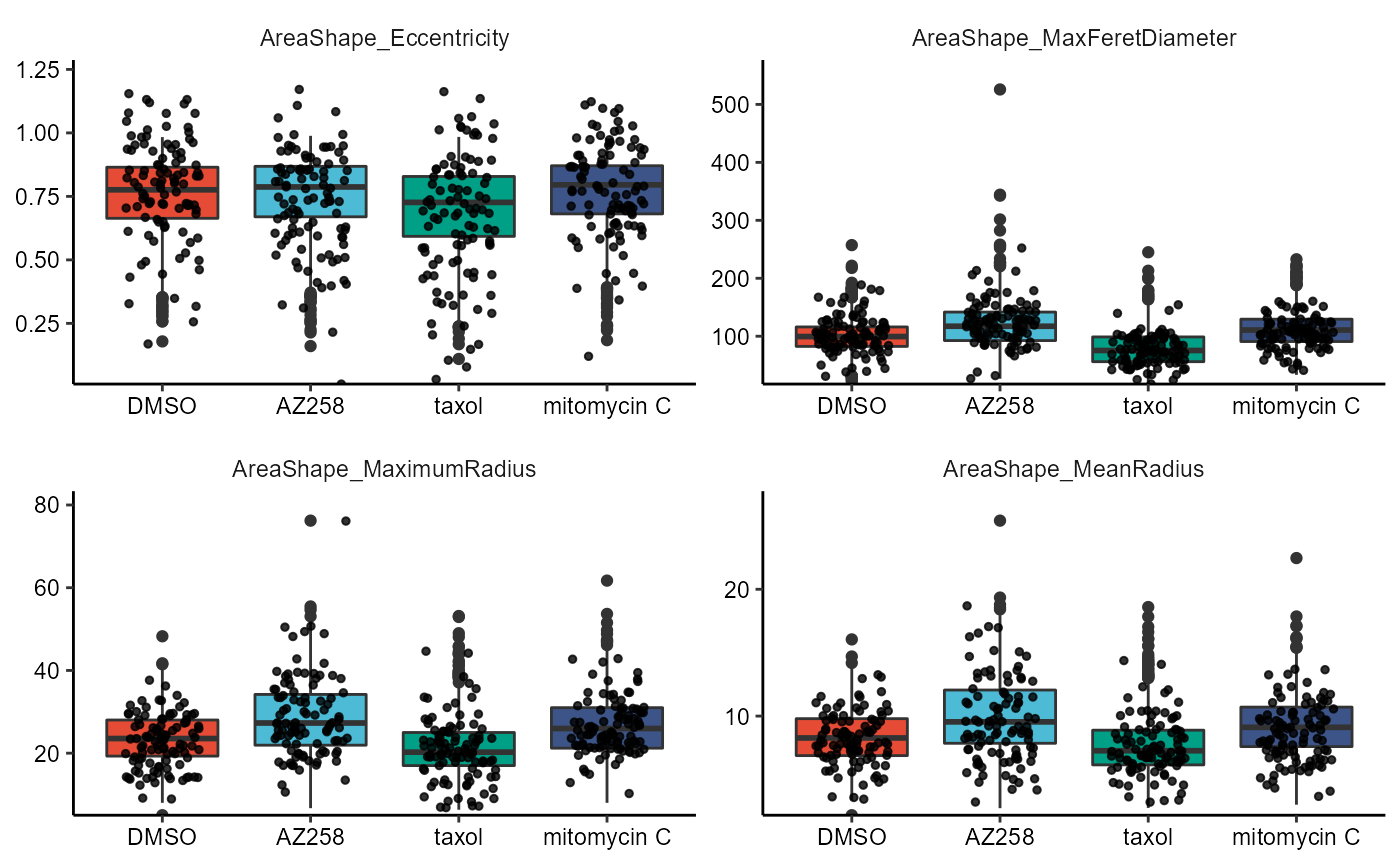 AreaShape_Eccentricity
1.25
1.00
0.75
0.50
0.25
DMSO AZ258 taxol mitomycin C
AreaShape_MaxFeretDiameter
500
400
300
200
100
DMSO AZ258 taxol mitomycin C
AreaShape_MaximumRadius
80
60
40
20
DMSO AZ258 taxol mitomycin C
AreaShape_MeanRadius
20
10
DMSO AZ258 taxol mitomycin C